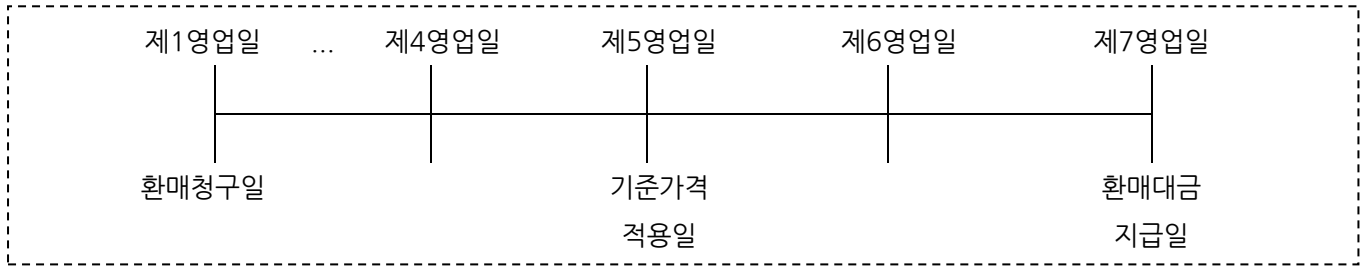 제1영업일 ... 제4영업일 제5영업일 제6영업일 제7영업일
환매청구일 기준가격 환매대금
적용일 지급일